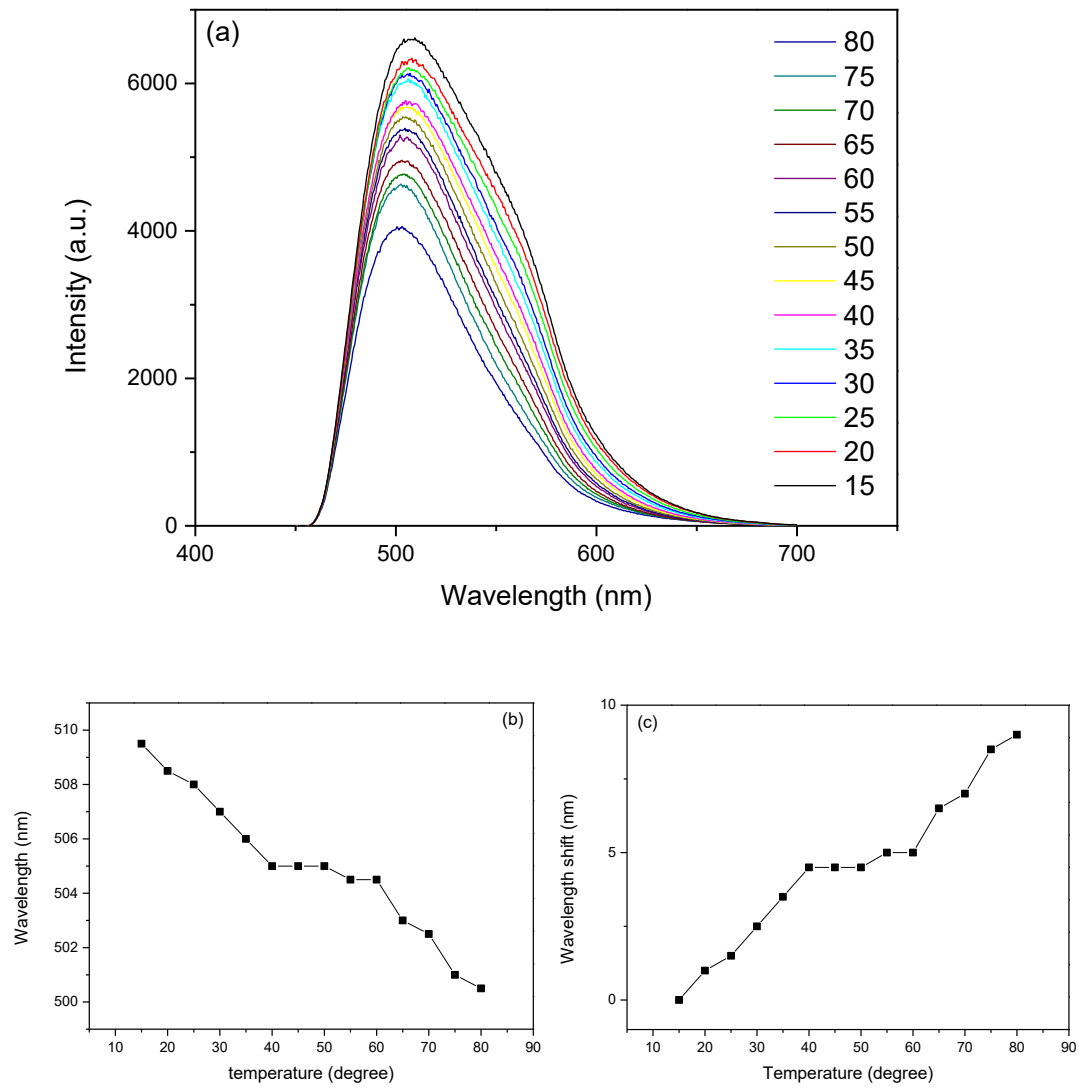 (a)
80
75
70
65
60
55
50
45
40
35
30
25
20
15
6000
4000
2000
0
Intensity (a.u.)
400 500 600 700
Wavelength (nm)
(b)
510
508
506
504
502
500
Wavelength (nm)
10 20 30 40 50 60 70 80 90
temperature (degree)
(c)
10
5
0
Wavelength shift (nm)
10 20 30 40 50 60 70 80 90
Temperature (degree)